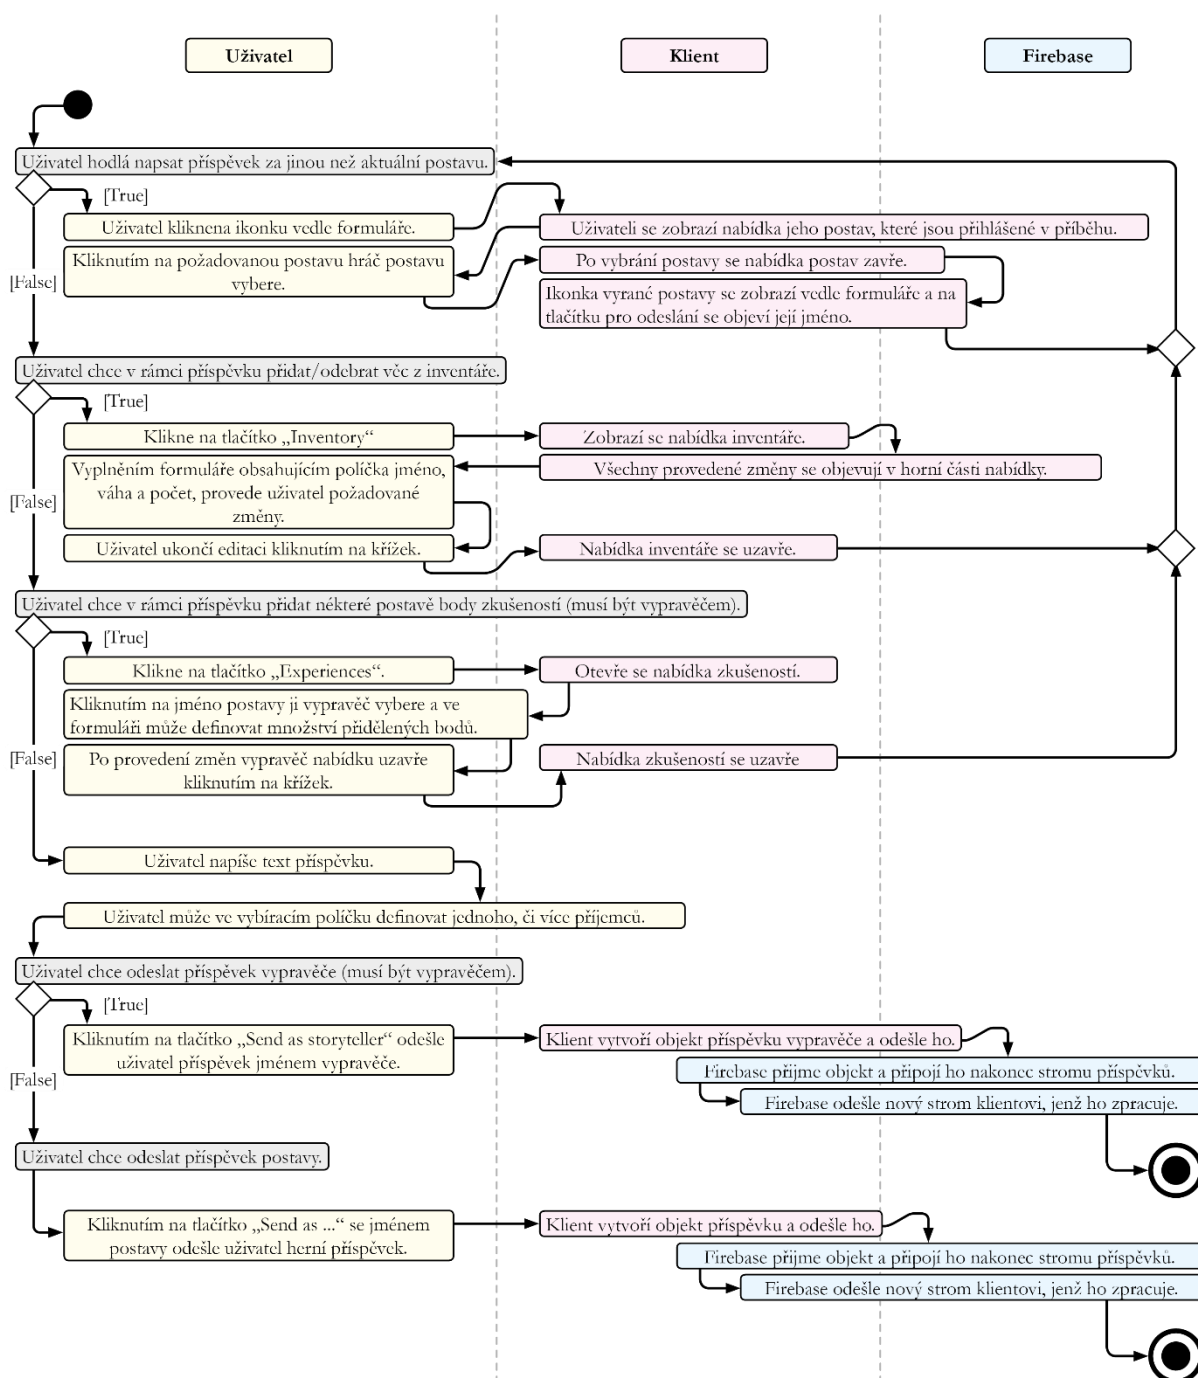 Uživatel
Klient
Firebase
Uživatel hodlá napsat příspěvek za jinou než aktuální postavu.
[True]
Uživatel kliknena ikonku vedle formuláře.
Uživateli se zobrazí nabídka jeho postav, které jsou přihlášené v příběhu.
Kliknutím na požadovanou postavu hráč postavu
vybere.
Po vybrání postavy se nabídka postav zavře.
[False]
Ikonka vyrané postavy se zobrazí vedle formuláře a na
tlačítku pro odeslání se objeví její jméno.
Uživatel chce v rámci příspěvku přidat/odebrat věc z inventáře.
[True]
Klikne na tlačítko „Inventory“
Zobrazí se nabídka inventáře.
Vyplněním formuláře obsahujícím políčka jméno,
váha a počet, provede uživatel požadované
změny.
Všechny provedené změny se objevují v horní části nabídky.
[False]
Uživatel ukončí editaci kliknutím na křížek.
Nabídka inventáře se uzavře.
Uživatel chce v rámci příspěvku přidat některé postavě body zkušeností (musí být vypravěčem).
[True]
Klikne na tlačítko „Experiences“.
Otevře se nabídka zkušeností.
Kliknutím na jméno postavy ji vypravěč vybere a ve
formuláři může definovat množství přidělených bodů.
[False]
Po provedení změn vypravěč nabídku uzavře
kliknutím na křížek.
Nabídka zkušeností se uzavře
Uživatel napíše text příspěvku.
Uživatel může ve vybíracím políčku definovat jednoho, či více příjemců.
Uživatel chce odeslat příspěvek vypravěče (musí být vypravěčem).
[True]
Kliknutím na tlačítko „Send as storyteller“ odešle
uživatel příspěvek jménem vypravěče.
Klient vytvoří objekt příspěvku vypravěče a odešle ho.
Firebase přijme objekt a připojí ho nakonec stromu příspěvků.
[False]
Firebase odešle nový strom klientovi, jenž ho zpracuje.
Uživatel chce odeslat příspěvek postavy.
Kliknutím na tlačítko „Send as ...“ se jménem
postavy odešle uživatel herní příspěvek.
Klient vytvoří objekt příspěvku a odešle ho.
Firebase přijme objekt a připojí ho nakonec stromu příspěvků.
Firebase odešle nový strom klientovi, jenž ho zpracuje.